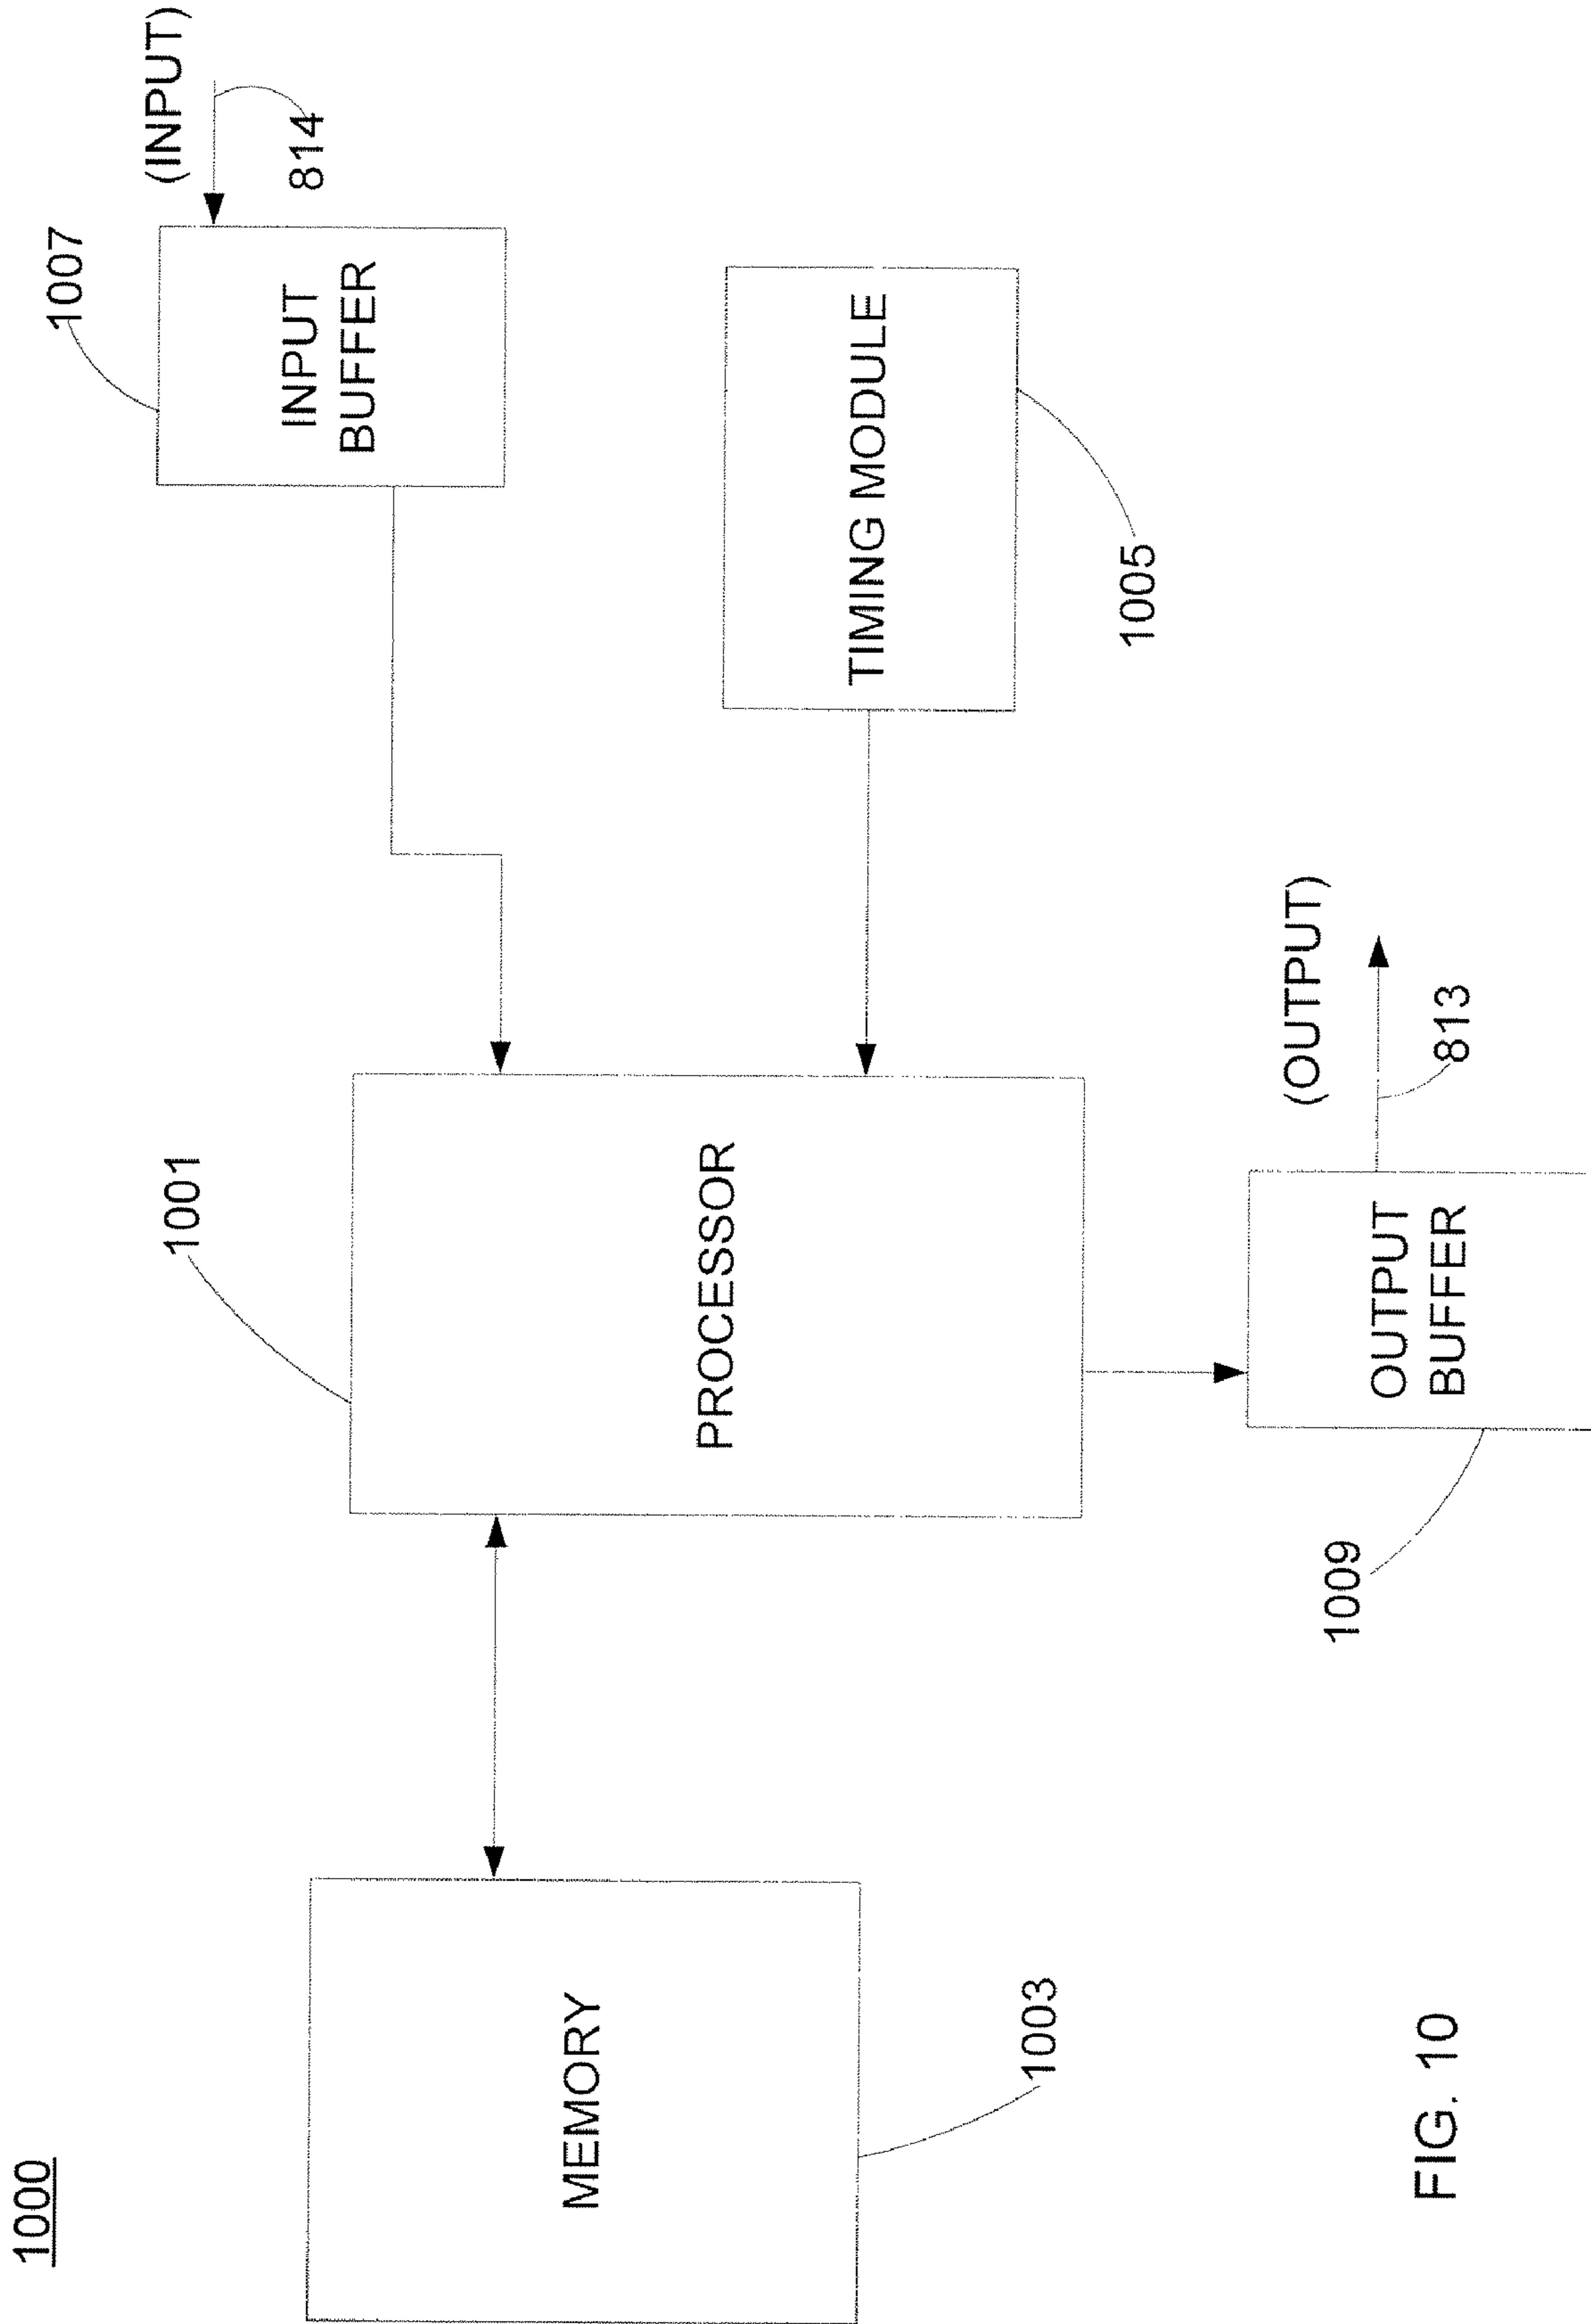 1000
1007
(INPUT)
INPUT
BUFFER
814
1001
MEMORY
PROCESSOR
TIMING MODULE
1003
1005
(OUTPUT)
OUTPUT
BUFFER
813
1009
FIG. 10